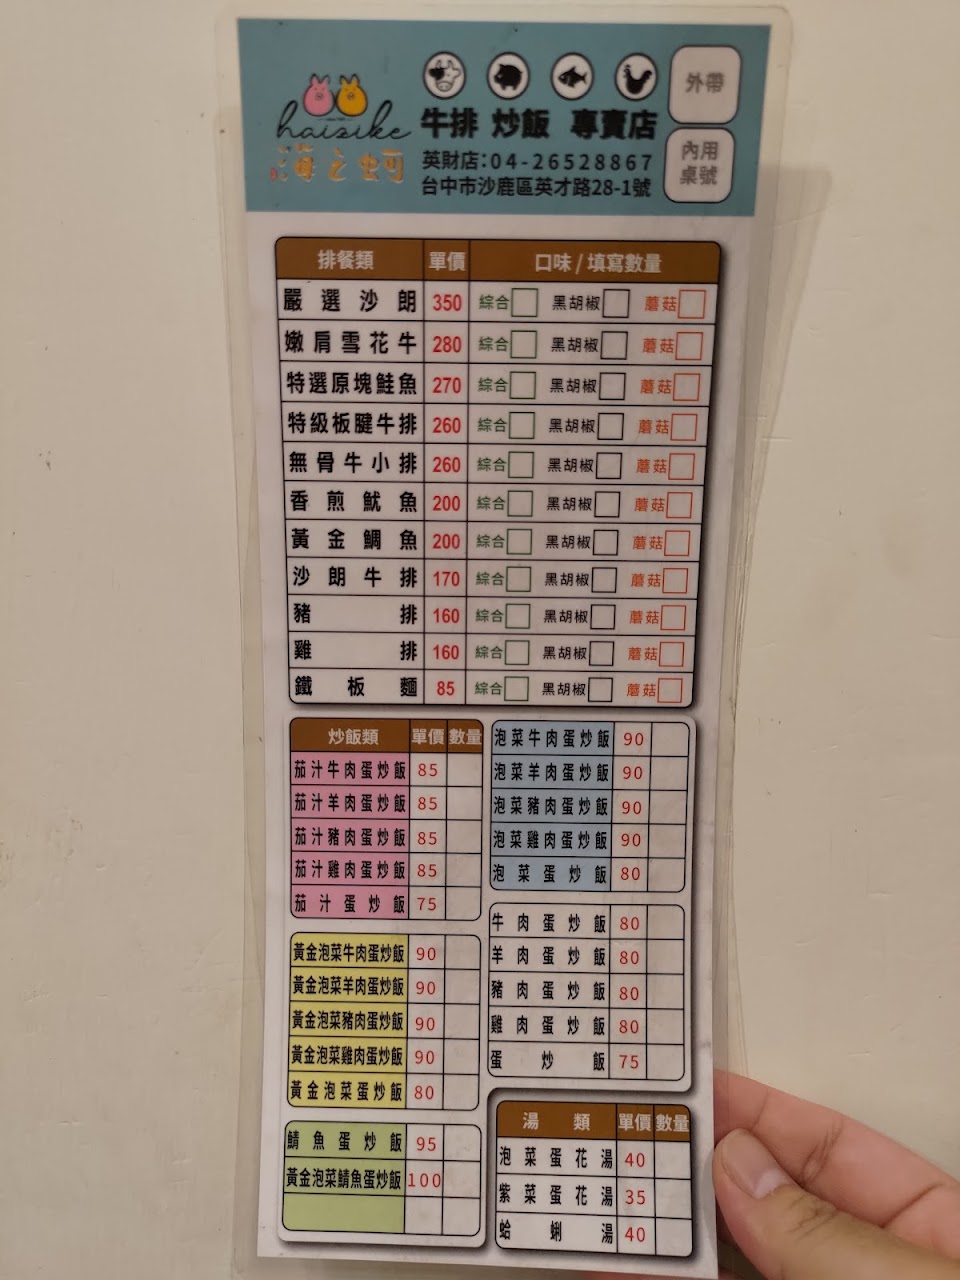 haisike
海之蚵
牛排 炒飯 專賣店
英財店:04-26528867
台中市沙鹿區英才路28-1號
外帶
內用
桌號
排餐類 單價 口味/填寫數量
嚴選沙朗 350 綜合 黑胡椒 蘑菇
嫩肩雪花牛 280 綜合 黑胡椒 蘑菇
特選原塊鮭魚 270 綜合 黑胡椒 蘑菇
特級板腱牛排 260 綜合 黑胡椒 蘑菇
無骨牛小排 260 綜合 黑胡椒 蘑菇
香煎魷魚 200 綜合 黑胡椒 蘑菇
黃金鯛魚 200 綜合 黑胡椒 蘑菇
沙朗牛排 170 綜合 黑胡椒 蘑菇
豬排 160 綜合 黑胡椒 蘑菇
雞排 160 綜合 黑胡椒 蘑菇
鐵板麵 85 綜合 黑胡椒 蘑菇
炒飯類 單價 數量
茄汁牛肉蛋炒飯 85
茄汁羊肉蛋炒飯 85
茄汁豬肉蛋炒飯 85
茄汁雞肉蛋炒飯 85
茄汁蛋炒飯 75
黃金泡菜牛肉蛋炒飯 90
黃金泡菜羊肉蛋炒飯 90
黃金泡菜豬肉蛋炒飯 90
黃金泡菜雞肉蛋炒飯 90
黃金泡菜蛋炒飯 80
鯖魚蛋炒飯 95
黃金泡菜鯖魚蛋炒飯 100
泡菜牛肉蛋炒飯 90
泡菜羊肉蛋炒飯 90
泡菜豬肉蛋炒飯 90
泡菜雞肉蛋炒飯 90
泡菜蛋炒飯 80
牛肉蛋炒飯 80
羊肉蛋炒飯 80
豬肉蛋炒飯 80
雞肉蛋炒飯 80
蛋炒飯 75
湯類 單價 數量
泡菜蛋花湯 40
紫菜蛋花湯 35
蛤蜊湯 40